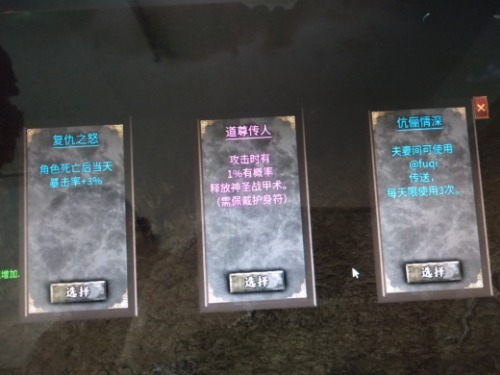 复仇之怒
角色死亡后当天
暴击率+3%
选择
道尊传人
攻击时有
1%有概率
释放神圣战甲术。
(需佩戴护身符)
选择
伉俪情深
夫妻间可使用
@fuqi
传送,
每天限使用3次。
选择
增加.